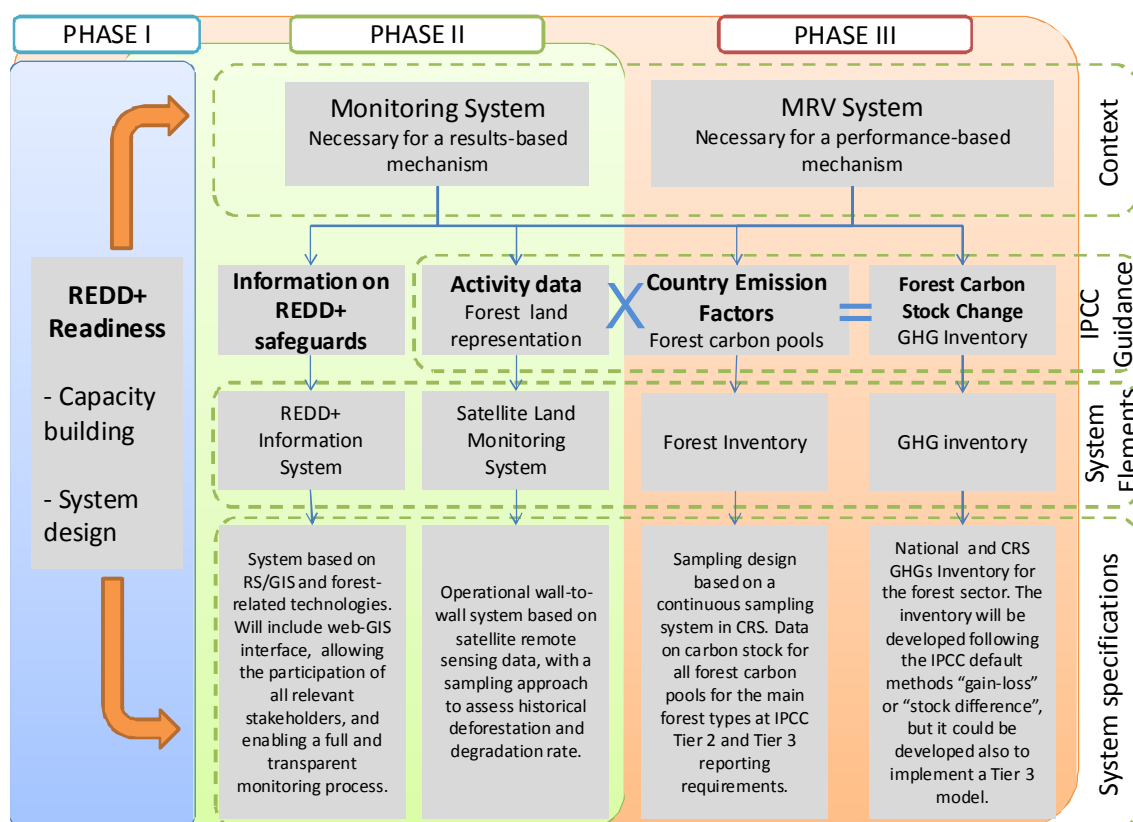 PHASE I
PHASE II
PHASE III
Monitoring System
Necessary for a results-based
mechanism
MRV System
Necessary for a performance-based
mechanism
Context
REDD+
Readiness
- Capacity
building
- System
design
Information on
REDD+
safeguards
Activity data
Forest land
representation
X
Country Emission
Factors
Forest carbon pools
=
Forest Carbon
Stock Change
GHG Inventory
IPCC
Guidance
REDD+
Information
System
Satellite Land
Monitoring
System
Forest Inventory
GHG inventory
System
Elements
System based on
RS/GIS and forest-
related technologies.
Will include web-GIS
interface, allowing
the participation of
all relevant
stakeholders, and
enabling a full and
transparent
monitoring process.
Operational wall-to-
wall system based on
satellite remote
sensing data, with a
sampling approach
to assess historical
deforestation and
degradation rate.
Sampling design
based on a
continuous sampling
system in CRS. Data
on carbon stock for
all forest carbon
pools for the main
forest types at IPCC
Tier 2 and Tier 3
reporting
requirements.
National and CRS
GHGs Inventory for
the forest sector. The
inventory will be
developed following
the IPCC default
methods “gain-loss”
or “stock difference”,
but it could be
developed also to
implement a Tier 3
model.
System specifications